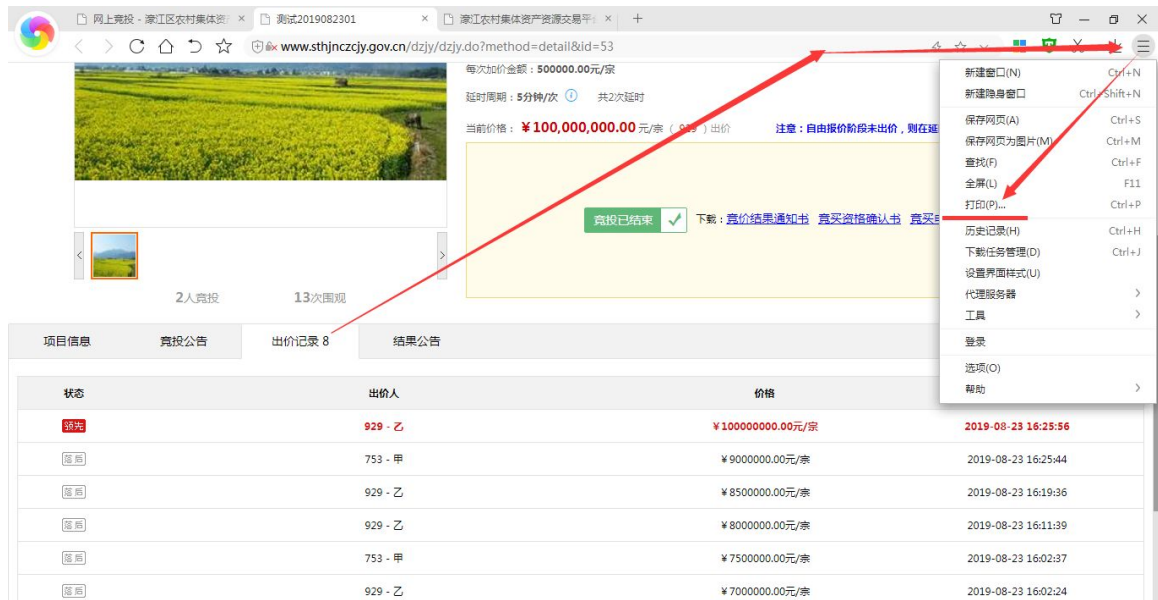 网上竞投 - 濠江区农村集体资 ×
测试2019082301 ×
濠江农村集体资产资源交易平 ×
www.sthjnczcjy.gov.cn/dzjy/dzjy.do?method=detail&id=53
每次加价金额：500000.00元/宗
延时周期：5分钟/次 共2次延时
当前价格：￥100,000,000.00 元/宗（ 929 ）出价 注意：自由报价阶段未出价，则在延
竞投已结束
下载：竞价结果通知书 竞买资格确认书 竞买
2人竞投 13次围观
新建窗口(N) Ctrl+N
新建隐身窗口 Ctrl+Shift+N
保存网页(A) Ctrl+S
保存网页为图片(M) Ctrl+M
查找(F) Ctrl+F
全屏(L) F11
打印(P)... Ctrl+P
历史记录(H) Ctrl+H
下载任务管理(D) Ctrl+J
设置界面样式(U)
代理服务器
工具
登录
选项(O)
帮助
项目信息 竞投公告 出价记录 8 结果公告
状态 出价人 价格
领先 929 - 乙 ￥100000000.00元/宗 2019-08-23 16:25:56
落后 753 - 甲 ￥9000000.00元/宗 2019-08-23 16:25:44
落后 929 - 乙 ￥8500000.00元/宗 2019-08-23 16:19:36
落后 929 - 乙 ￥8000000.00元/宗 2019-08-23 16:11:39
落后 753 - 甲 ￥7500000.00元/宗 2019-08-23 16:02:37
落后 929 - 乙 ￥7000000.00元/宗 2019-08-23 16:02:24